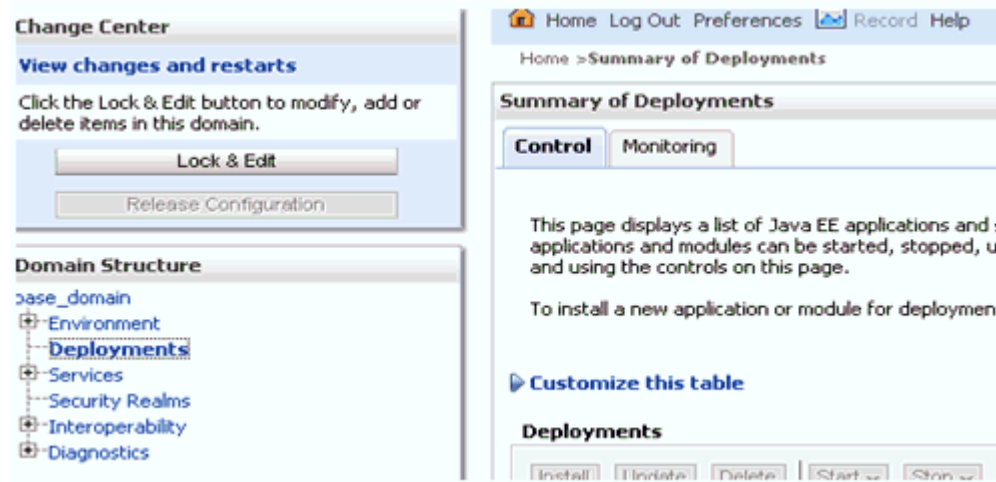 Change Center
View changes and restarts
Click the Lock & Edit button to modify, add or
delete items in this domain.
Lock & Edit
Release Configuration
Domain Structure
base_domain
Environment
Deployments
Services
Security Realms
Interoperability
Diagnostics
Home Log Out Preferences Record Help
Home >Summary of Deployments
Summary of Deployments
Control Monitoring
This page displays a list of Java EE applications and
applications and modules can be started, stopped,
and using the controls on this page.
To install a new application or module for deploymen
Customize this table
Deployments
Install Update Delete Start Stop